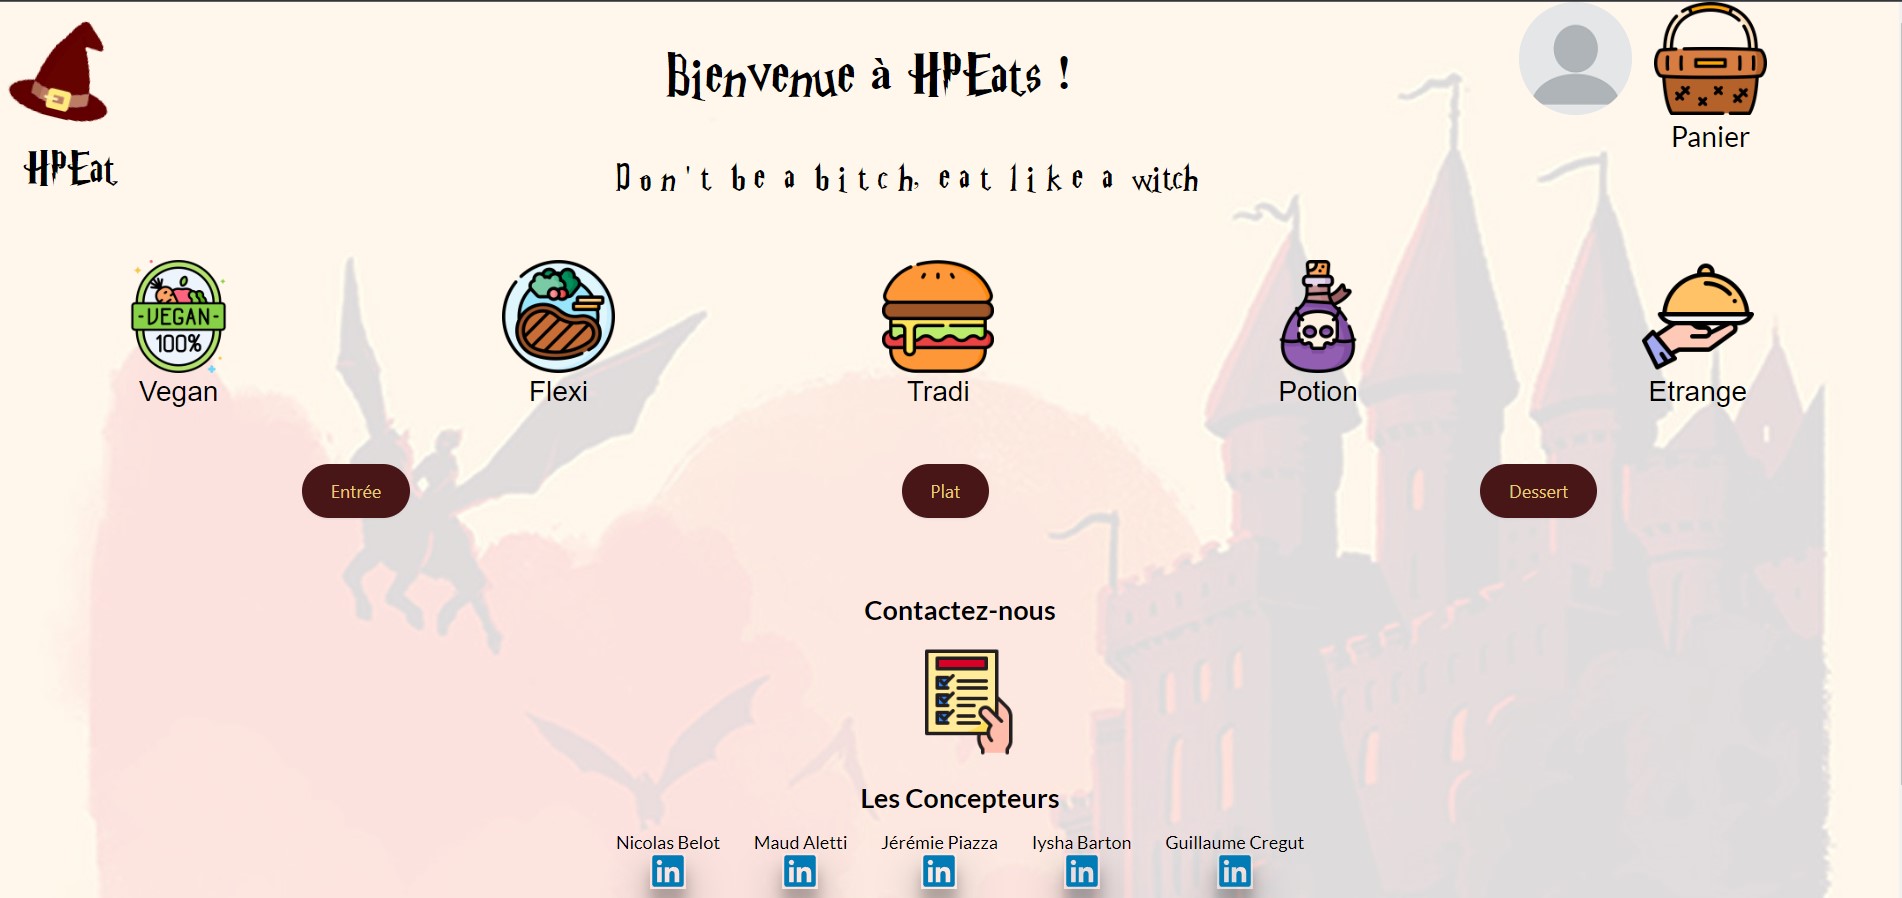 Bienvenue à HPEats !
Panier
HPEat
Don't be a bitch, eat like a witch
-VEGAN-
100%
Vegan
Flexi
Tradi
Potion
Etrange
Entrée
Plat
Dessert
Contactez-nous
Les Concepteurs
Nicolas Belot
Maud Aletti
Jérémie Piazza
Iysha Barton
Guillaume Cregut
in
in
in
in
in